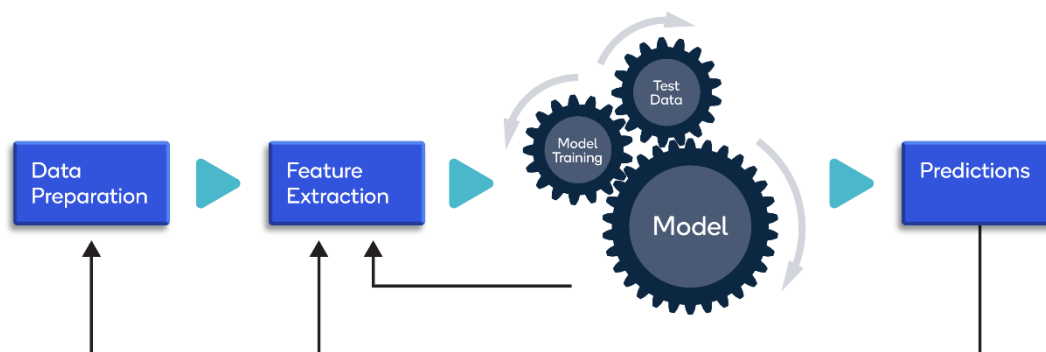 Data
Preparation
Feature
Extraction
Model
Training
Test
Data
Model
Predictions